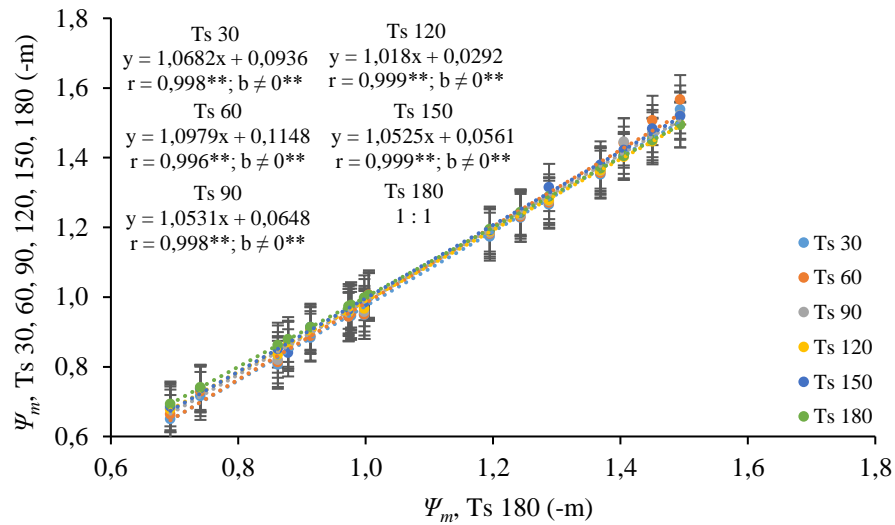 Ts 30
y = 1,0682x + 0,0936
r = 0,998**; b ≠ 0**
Ts 60
y = 1,0979x + 0,1148
r = 0,996**; b ≠ 0**
Ts 90
y = 1,0531x + 0,0648
r = 0,998**; b ≠ 0**
Ts 120
y = 1,018x + 0,0292
r = 0,999**; b ≠ 0**
Ts 150
y = 1,0525x + 0,0561
r = 0,999**; b ≠ 0**
Ts 180
1 : 1
Ψm, Ts 30, 60, 90, 120, 150, 180 (-m)
1,8
1,6
1,4
1,2
1,0
0,8
0,6
0,6 0,8 1,0 1,2 1,4 1,6 1,8
Ψm, Ts 180 (-m)
Ts 30
Ts 60
Ts 90
Ts 120
Ts 150
Ts 180